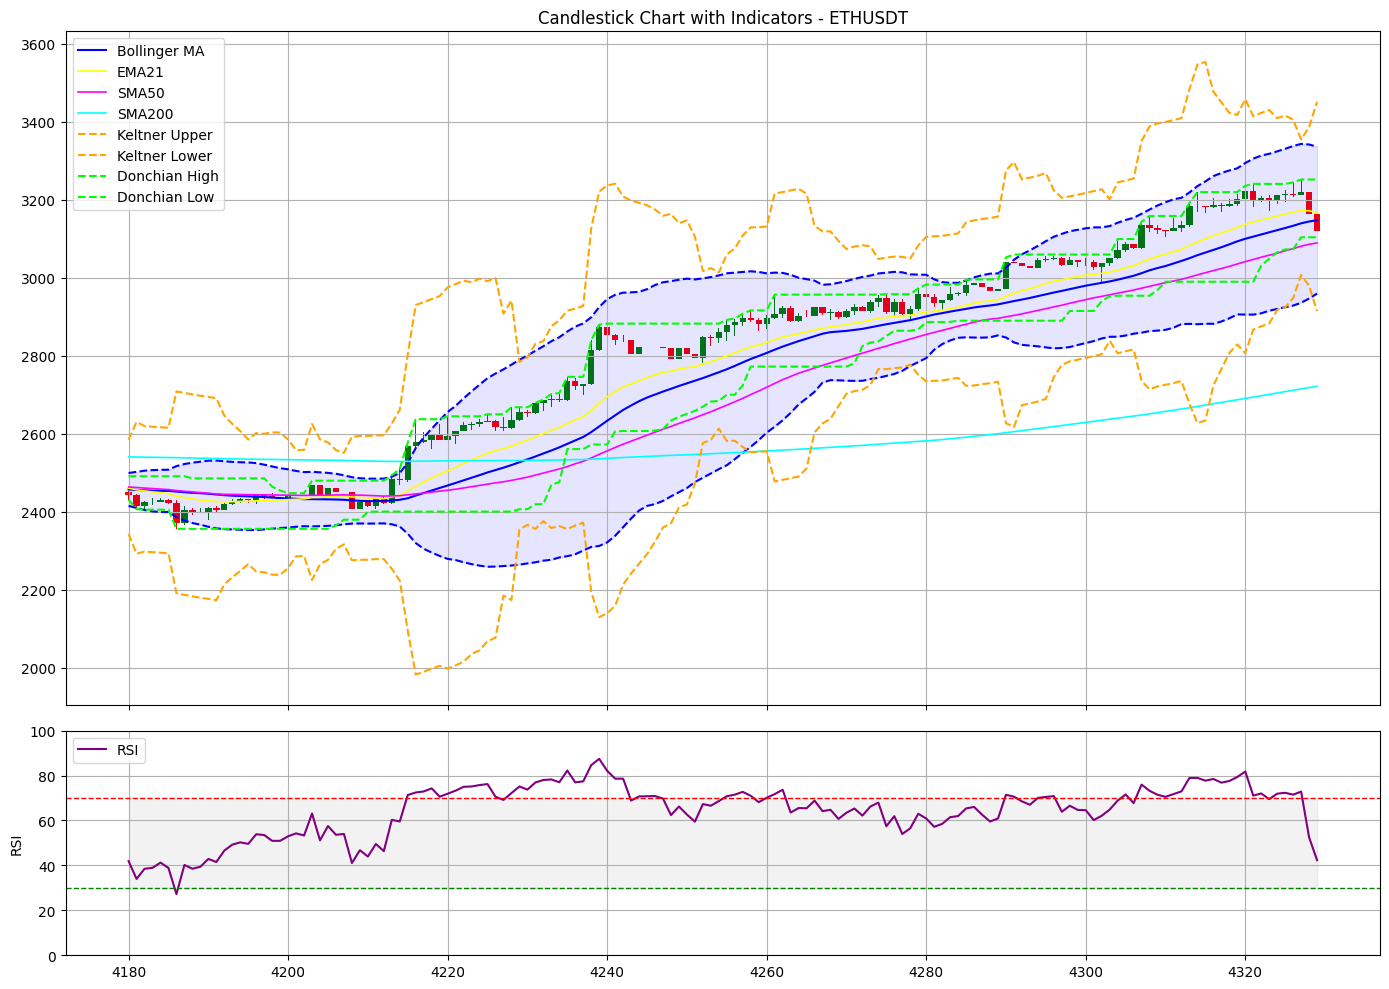 Candlestick Chart with Indicators - ETHUSDT
Bollinger MA
EMA21
SMA50
SMA200
Keltner Upper
Keltner Lower
Donchian High
Donchian Low
3600
3400
3200
3000
2800
2600
2400
2200
2000
RSI
RSI
100
80
60
40
20
0
4180 4200 4220 4240 4260 4280 4300 4320